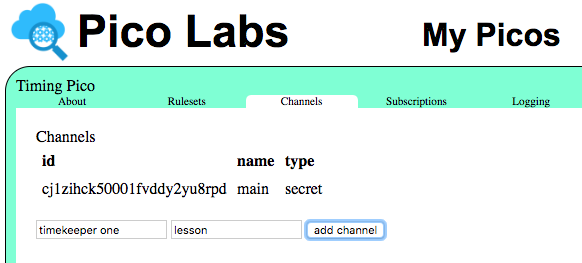 Pico Labs My Picos
Timing Pico
About Rulesets Channels Subscriptions Logging
Channels
id name type
cj1zihck50001fvddy2yu8rpd main secret
timekeeper one lesson add channel